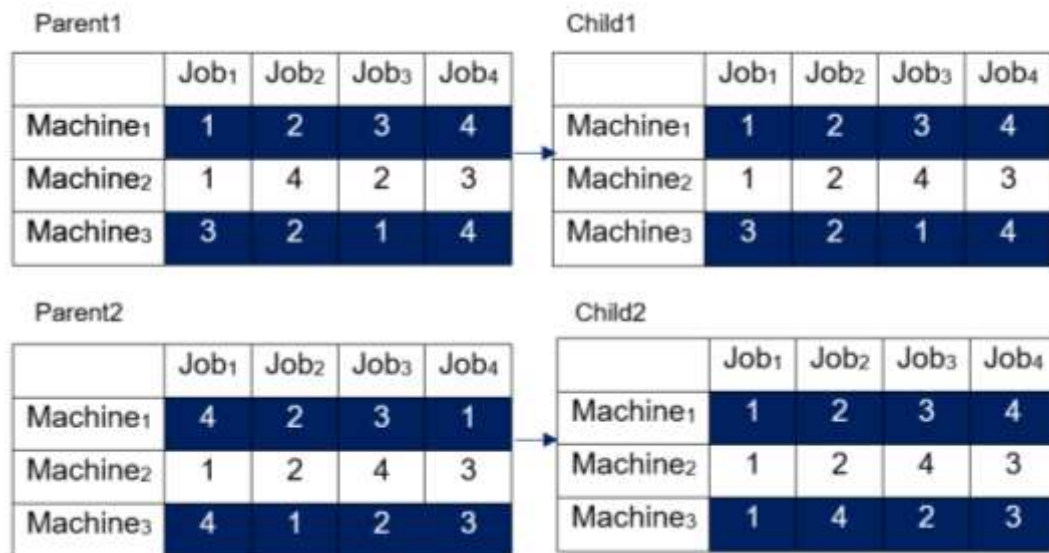 Parent1 Child1
Job1 Job2 Job3 Job4 Job1 Job2 Job3 Job4
Machine1 1 2 3 4 Machine1 1 2 3 4
Machine2 1 4 2 3 Machine2 1 2 4 3
Machine3 3 2 1 4 Machine3 3 2 1 4
Parent2 Child2
Job1 Job2 Job3 Job4 Job1 Job2 Job3 Job4
Machine1 4 2 3 1 Machine1 1 2 3 4
Machine2 1 2 4 3 Machine2 1 2 4 3
Machine3 4 1 2 3 Machine3 1 4 2 3